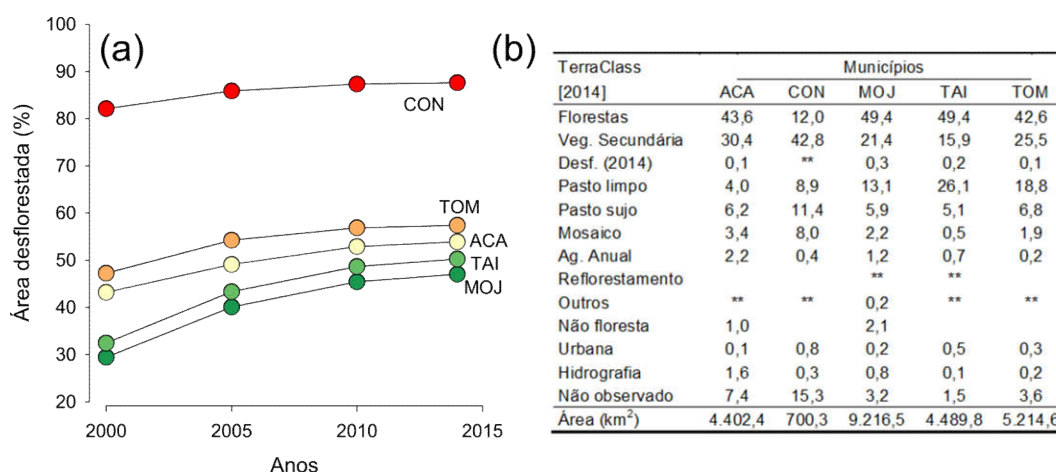 (a)
Área desflorestada (%)
100
90
80
70
60
50
40
30
20
CON
TOM
ACA
TAI
MOJ
2000 2005 2010 2015
Anos
(b)
TerraClass Municípios
[2014] ACA CON MOJ TAI TOM
Florestas 43,6 12,0 49,4 49,4 42,6
Veg. Secundária 30,4 42,8 21,4 15,9 25,5
Desf. (2014) 0,1 ** 0,3 0,2 0,1
Pasto limpo 4,0 8,9 13,1 26,1 18,8
Pasto sujo 6,2 11,4 5,9 5,1 6,8
Mosaico 3,4 8,0 2,2 0,5 1,9
Ag. Anual 2,2 0,4 1,2 0,7 0,2
Reflorestamento ** **
Outros ** ** 0,2 ** **
Não floresta 1,0 2,1
Urbana 0,1 0,8 0,2 0,5 0,3
Hidrografia 1,6 0,3 0,8 0,1 0,2
Não observado 7,4 15,3 3,2 1,5 3,6
Área (km²) 4.402,4 700,3 9.216,5 4.489,8 5.214,6